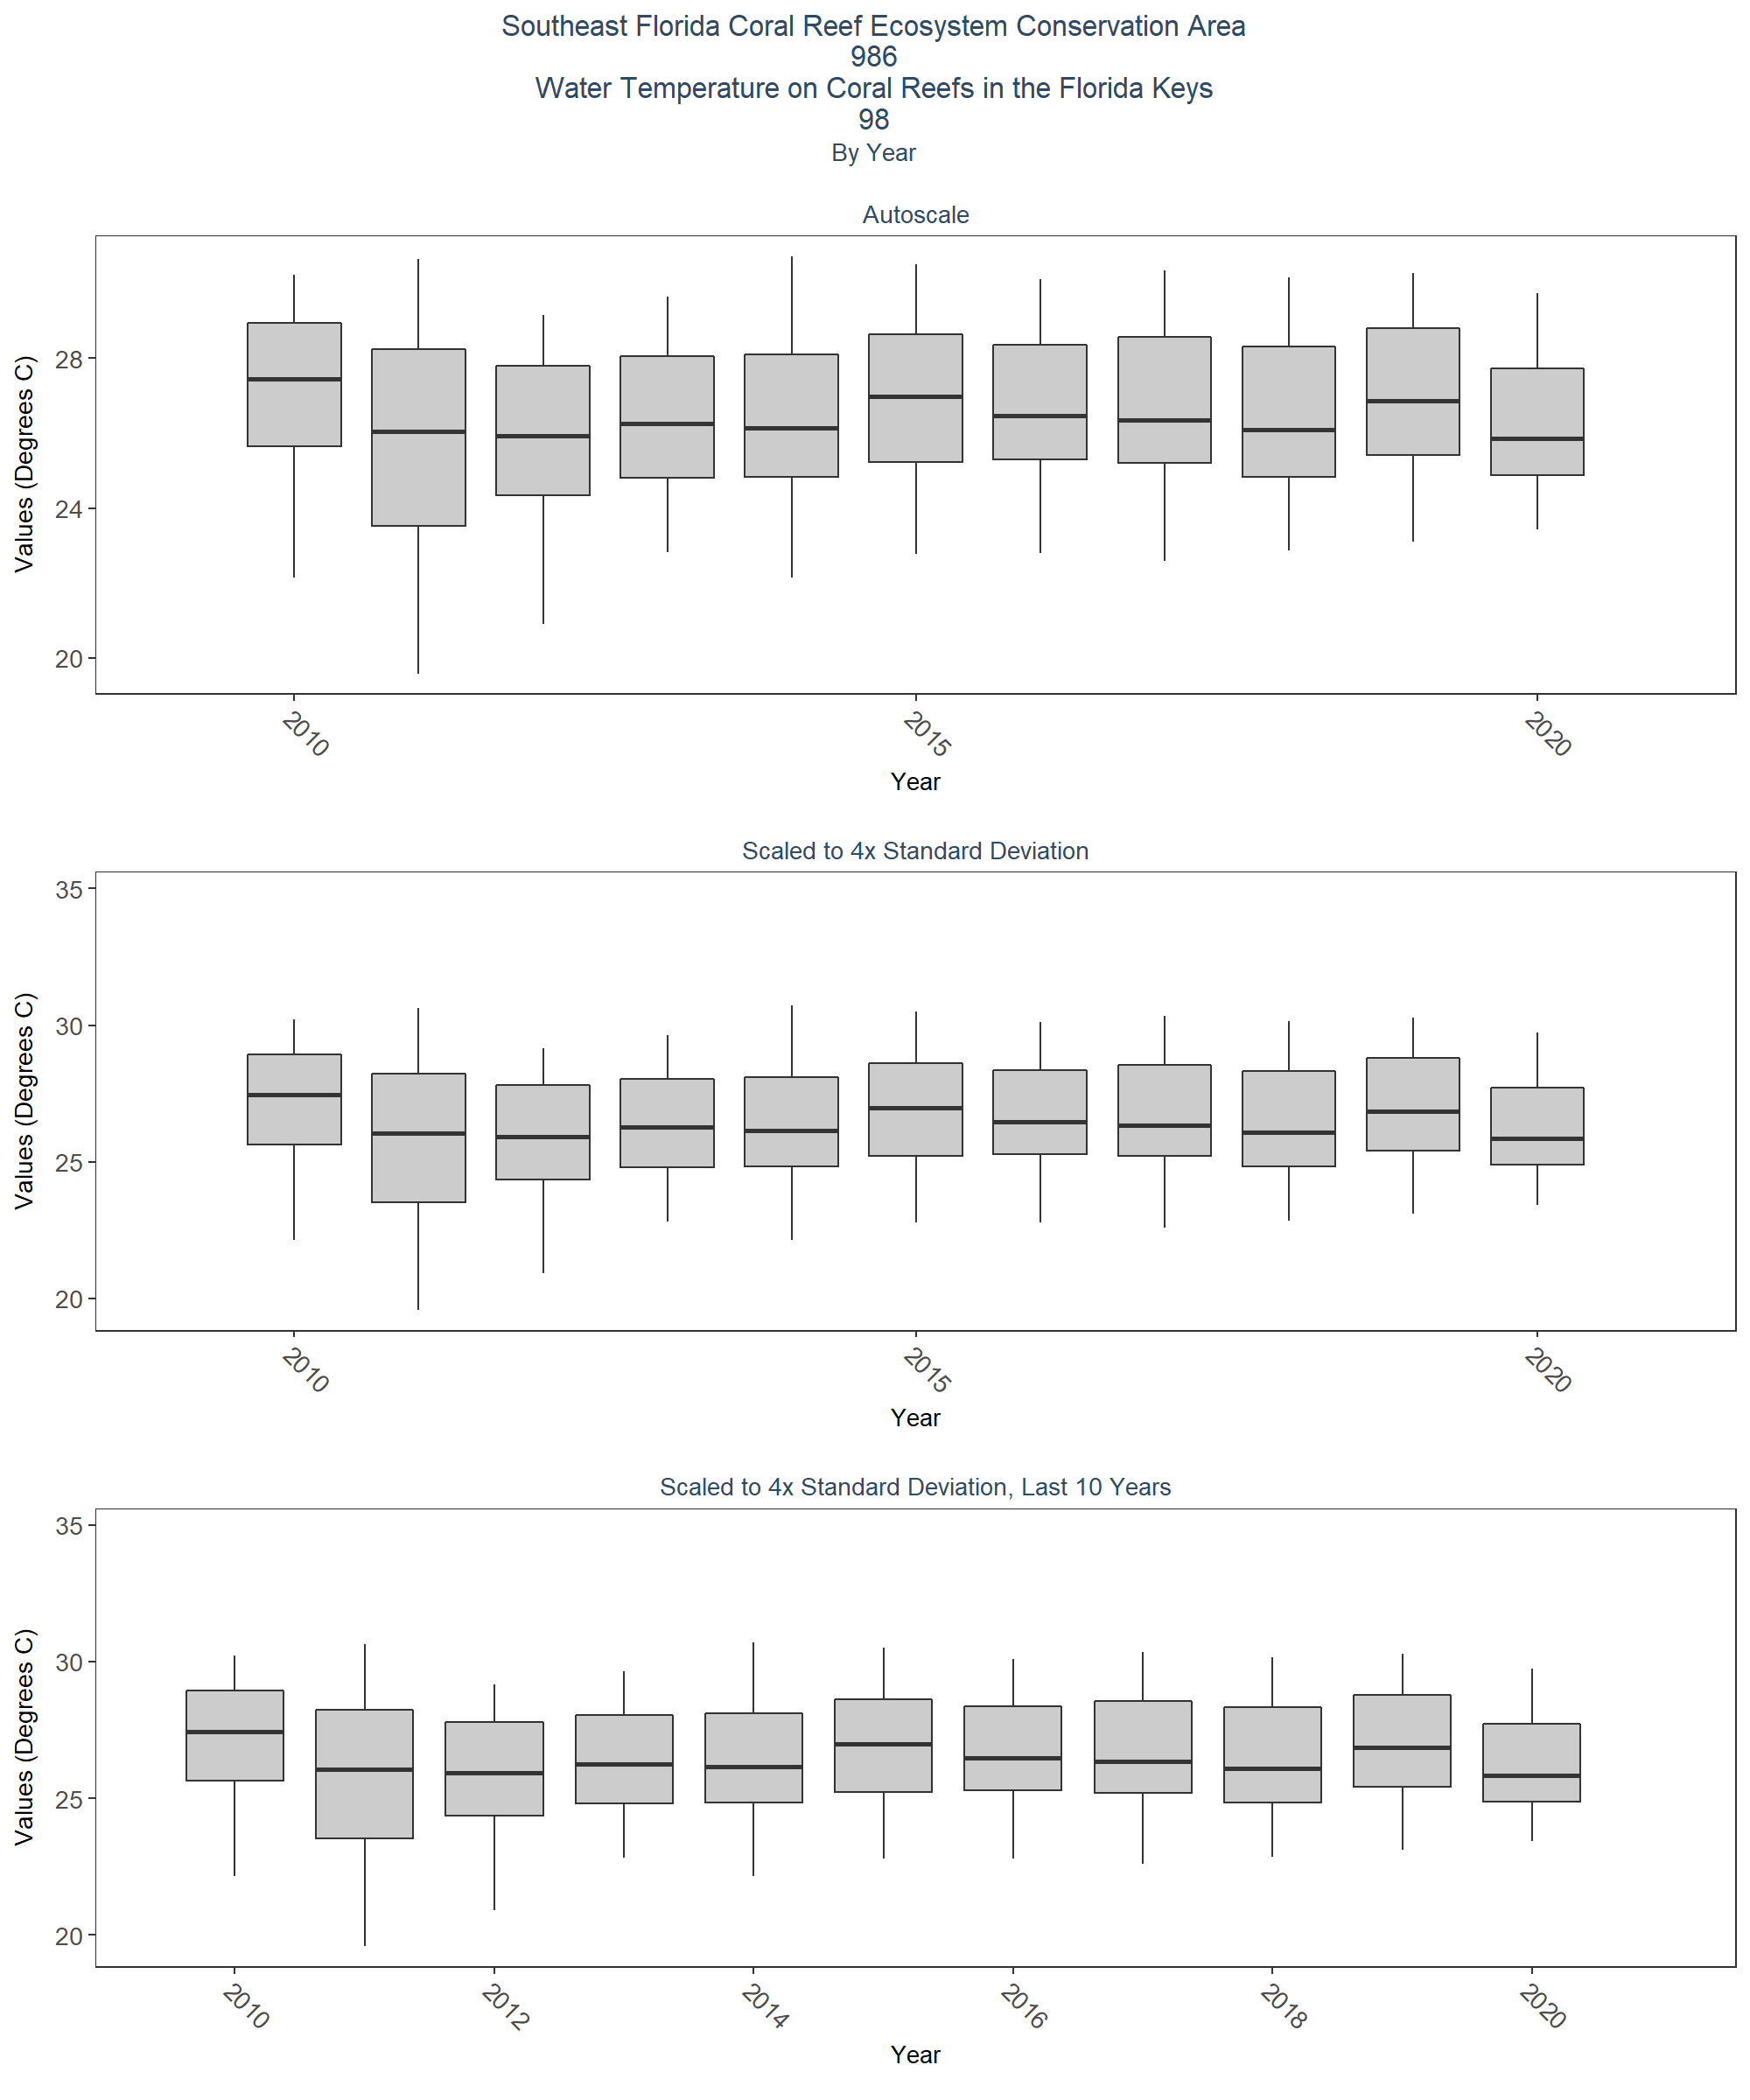 Southeast Florida Coral Reef Ecosystem Conservation Area
986
Water Temperature on Coral Reefs in the Florida Keys
98
By Year
Autoscale
Values (Degrees C)
28
24
20
2010
2015
2020
Year
Scaled to 4x Standard Deviation
Values (Degrees C)
35
30
25
20
2010
2015
2020
Year
Scaled to 4x Standard Deviation, Last 10 Years
Values (Degrees C)
35
30
25
20
2010
2012
2014
2016
2018
2020
Year